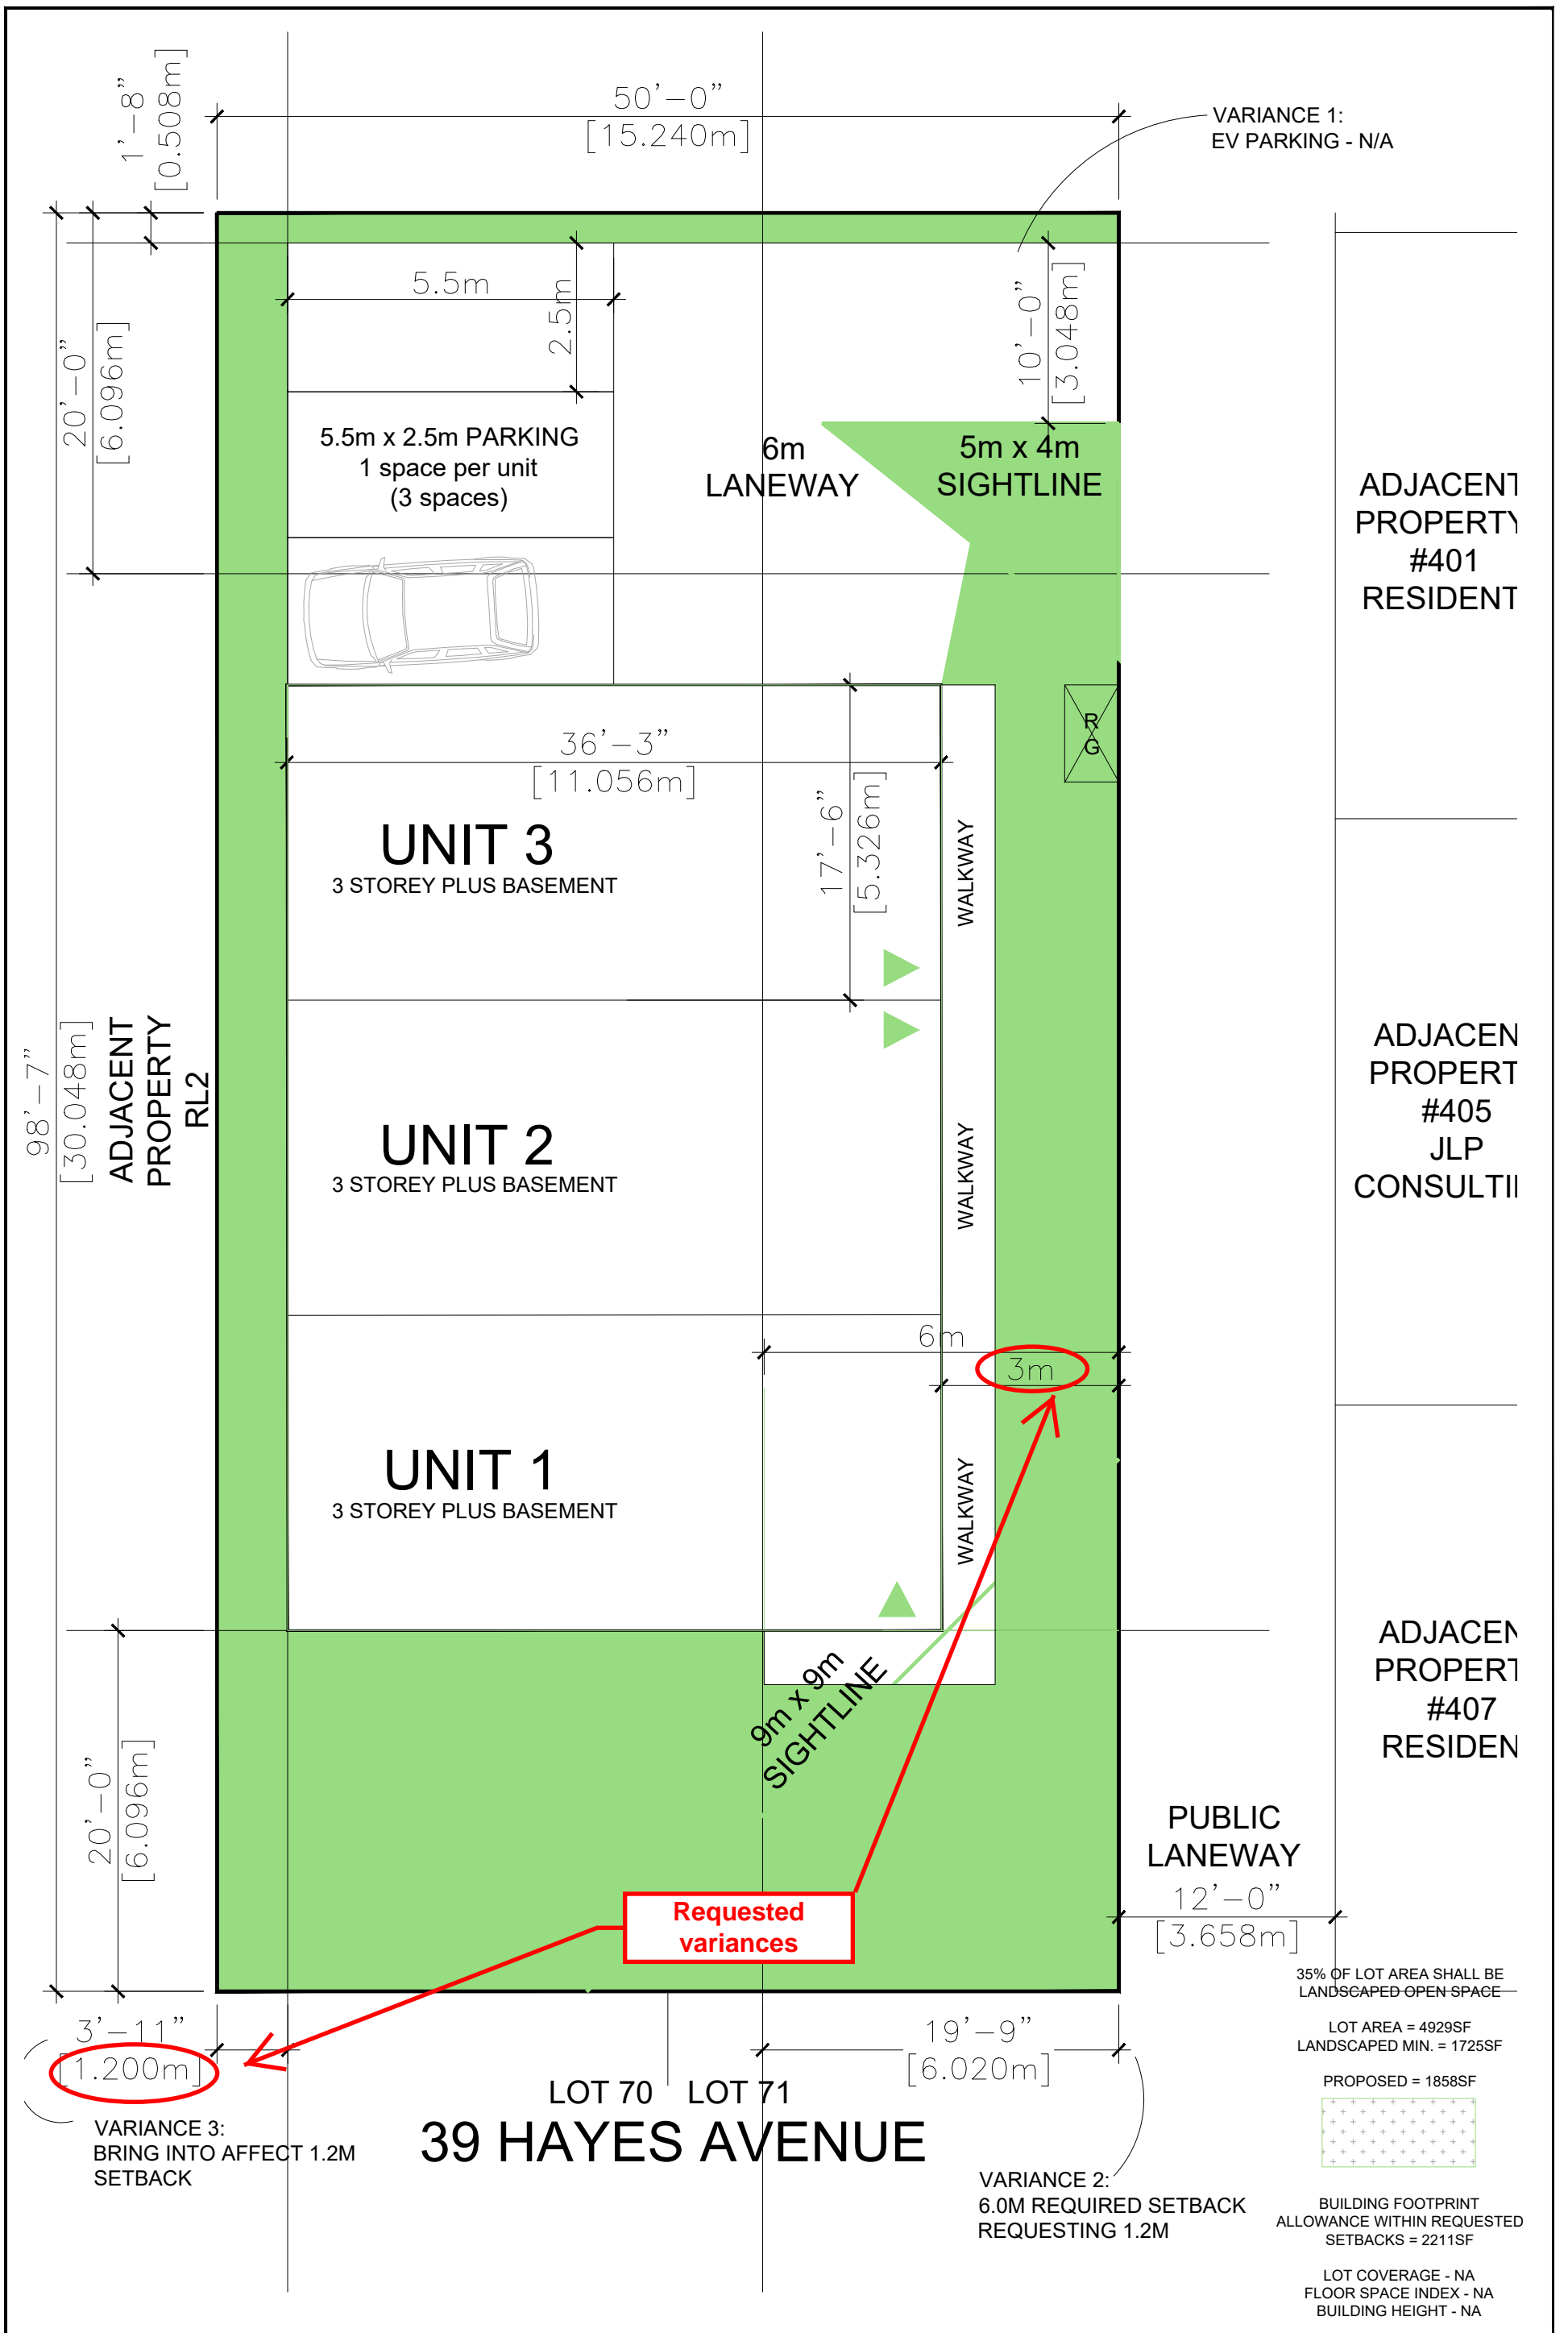 1'-8"
[0.508m]
50'-0"
[15.240m]
VARIANCE 1:
EV PARKING - N/A
20'-0"
[6.096m]
5.5m
2.5m
10'-0"
[3.048m]
5.5m x 2.5m PARKING
1 space per unit
(3 spaces)
6m
LANEWAY
5m x 4m
SIGHTLINE
ADJACENT
PROPERTY
#401
RESIDENT
R
G
36'-3"
[11.056m]
17'-6"
[5.326m]
UNIT 3
3 STOREY PLUS BASEMENT
WALKWAY
98'-7"
[30.048m]
ADJACENT
PROPERTY
RL2
UNIT 2
3 STOREY PLUS BASEMENT
WALKWAY
ADJACEN
PROPERT
#405
JLP
CONSULTI
6m
3m
UNIT 1
3 STOREY PLUS BASEMENT
WALKWAY
9m x 9m
SIGHTLINE
ADJACEN
PROPERT
#407
RESIDEN
20'-0"
[6.096m]
PUBLIC
LANEWAY
12'-0"
[3.658m]
Requested
variances
3'-11"
[1.200m]
19'-9"
[6.020m]
LOT 70 LOT 71
39 HAYES AVENUE
VARIANCE 3:
BRING INTO AFFECT 1.2M
SETBACK
VARIANCE 2:
6.0M REQUIRED SETBACK
REQUESTING 1.2M
35% OF LOT AREA SHALL BE
LANDSCAPED OPEN SPACE
LOT AREA = 4929SF
LANDSCAPED MIN. = 1725SF
PROPOSED = 1858SF
BUILDING FOOTPRINT
ALLOWANCE WITHIN REQUESTED
SETBACKS = 2211SF
LOT COVERAGE - NA
FLOOR SPACE INDEX - NA
BUILDING HEIGHT - NA